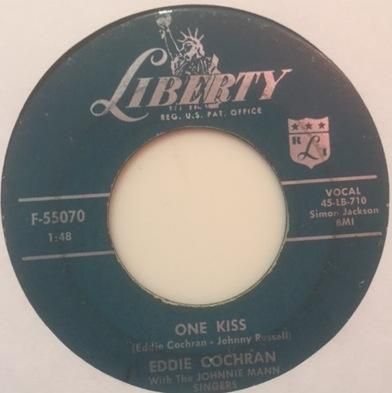 LIBERTY
REG. U.S. PAT. OFFICE
R L I
F-55070
1:48
VOCAL
45-LB-710
Simon Jackson
BMI
ONE KISS
(Eddie Cochran - Johnny Russell)
EDDIE COCHRAN
With The JOHNNIE MANN
SINGERS